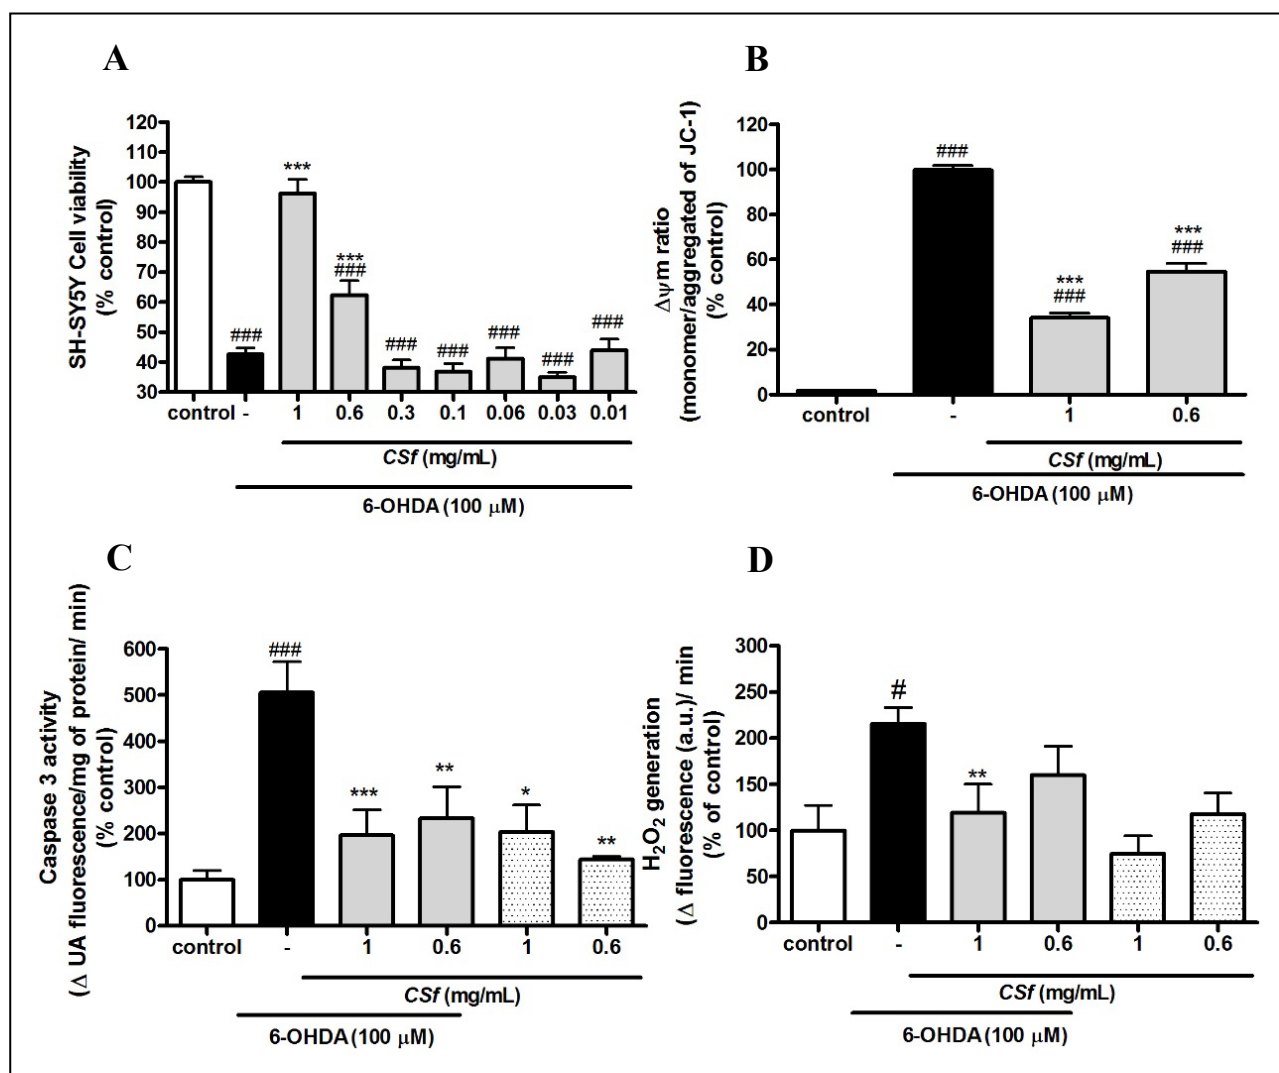 A
SH-SY5Y Cell viability
(% control)
120
110
100
90
80
70
60
50
40
30
###
***
***
###
###
###
###
###
###
control - 1 0.6 0.3 0.1 0.06 0.03 0.01
CSf (mg/mL)
6-OHDA (100 μM)
B
Δψm ratio
(monomer/aggregated of JC-1)
(% control)
120
100
80
60
40
20
0
###
***
###
***
###
control - 1 0.6
CSf (mg/mL)
6-OHDA (100 μM)
C
Caspase 3 activity
(Δ UA fluorescence/mg of protein/ min)
(% control)
600
500
400
300
200
100
0
###
***
**
*
**
control - 1 0.6 1 0.6
CSf (mg/mL)
6-OHDA (100 μM)
D
H2O2 generation
(Δ fluorescence (a.u.)/ min
(% of control)
300
250
200
150
100
50
0
#
**
control - 1 0.6 1 0.6
CSf (mg/mL)
6-OHDA (100 μM)